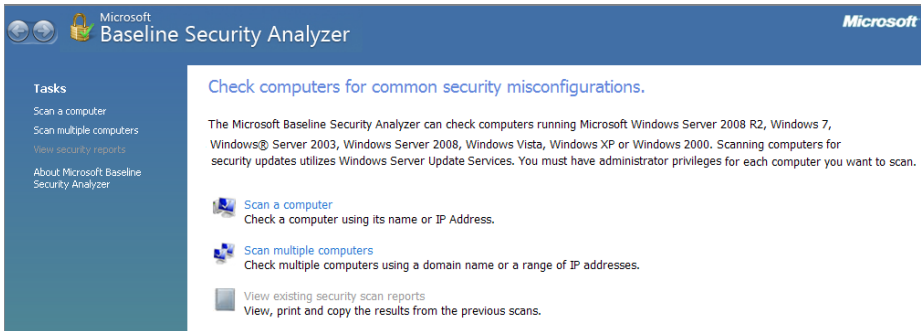 Microsoft
Baseline Security Analyzer
Microsoft
Tasks
Scan a computer
Scan multiple computers
View security reports
About Microsoft Baseline
Security Analyzer
Check computers for common security misconfigurations.
The Microsoft Baseline Security Analyzer can check computers running Microsoft Windows Server 2008 R2, Windows 7,
Windows® Server 2003, Windows Server 2008, Windows Vista, Windows XP or Windows 2000. Scanning computers for
security updates utilizes Windows Server Update Services. You must have administrator privileges for each computer you want to scan.
Scan a computer
Check a computer using its name or IP Address.
Scan multiple computers
Check multiple computers using a domain name or a range of IP addresses.
View existing security scan reports
View, print and copy the results from the previous scans.